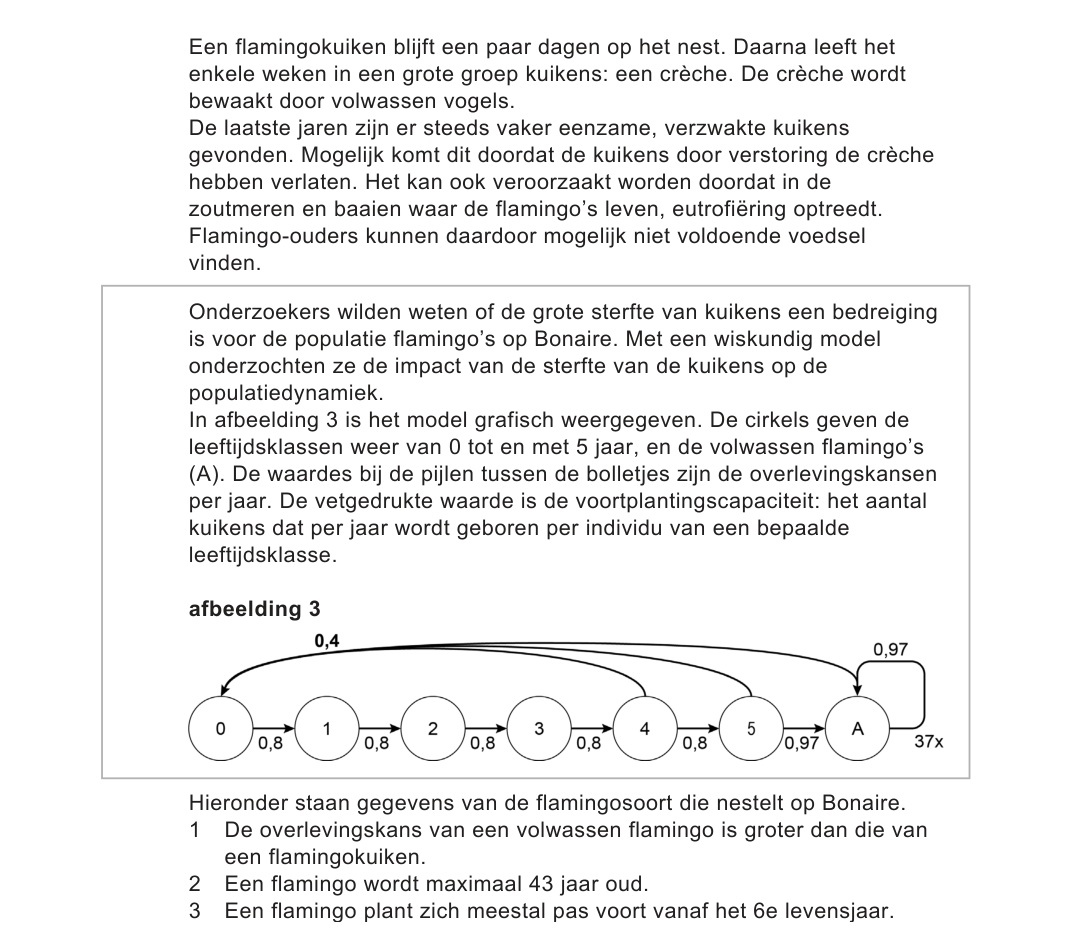 Een flamingokuiken blijft een paar dagen op het nest. Daarna leeft het
enkele weken in een grote groep kuikens: een crèche. De crèche wordt
bewaakt door volwassen vogels.
De laatste jaren zijn er steeds vaker eenzame, verzwakte kuikens
gevonden. Mogelijk komt dit doordat de kuikens door verstoring de crèche
hebben verlaten. Het kan ook veroorzaakt worden doordat in de
zoutmeren en baaien waar de flamingo’s leven, eutrofiëring optreedt.
Flamingo-ouders kunnen daardoor mogelijk niet voldoende voedsel
vinden.
Onderzoekers wilden weten of de grote sterfte van kuikens een bedreiging
is voor de populatie flamingo’s op Bonaire. Met een wiskundig model
onderzochten ze de impact van de sterfte van de kuikens op de
populatiedynamiek.
In afbeelding 3 is het model grafisch weergegeven. De cirkels geven de
leeftijdsklassen weer van 0 tot en met 5 jaar, en de volwassen flamingo’s
(A). De waardes bij de pijlen tussen de bolletjes zijn de overlevingskansen
per jaar. De vetgedrukte waarde is de voortplantingscapaciteit: het aantal
kuikens dat per jaar wordt geboren per individu van een bepaalde
leeftijdsklasse.
afbeelding 3
0,4
0,97
0 1 2 3 4 5 A
0,8 0,8 0,8 0,8 0,8 0,97 37x
Hieronder staan gegevens van de flamingosoort die nestelt op Bonaire.
1 De overlevingskans van een volwassen flamingo is groter dan die van
een flamingokuiken.
2 Een flamingo wordt maximaal 43 jaar oud.
3 Een flamingo plant zich meestal pas voort vanaf het 6e levensjaar.